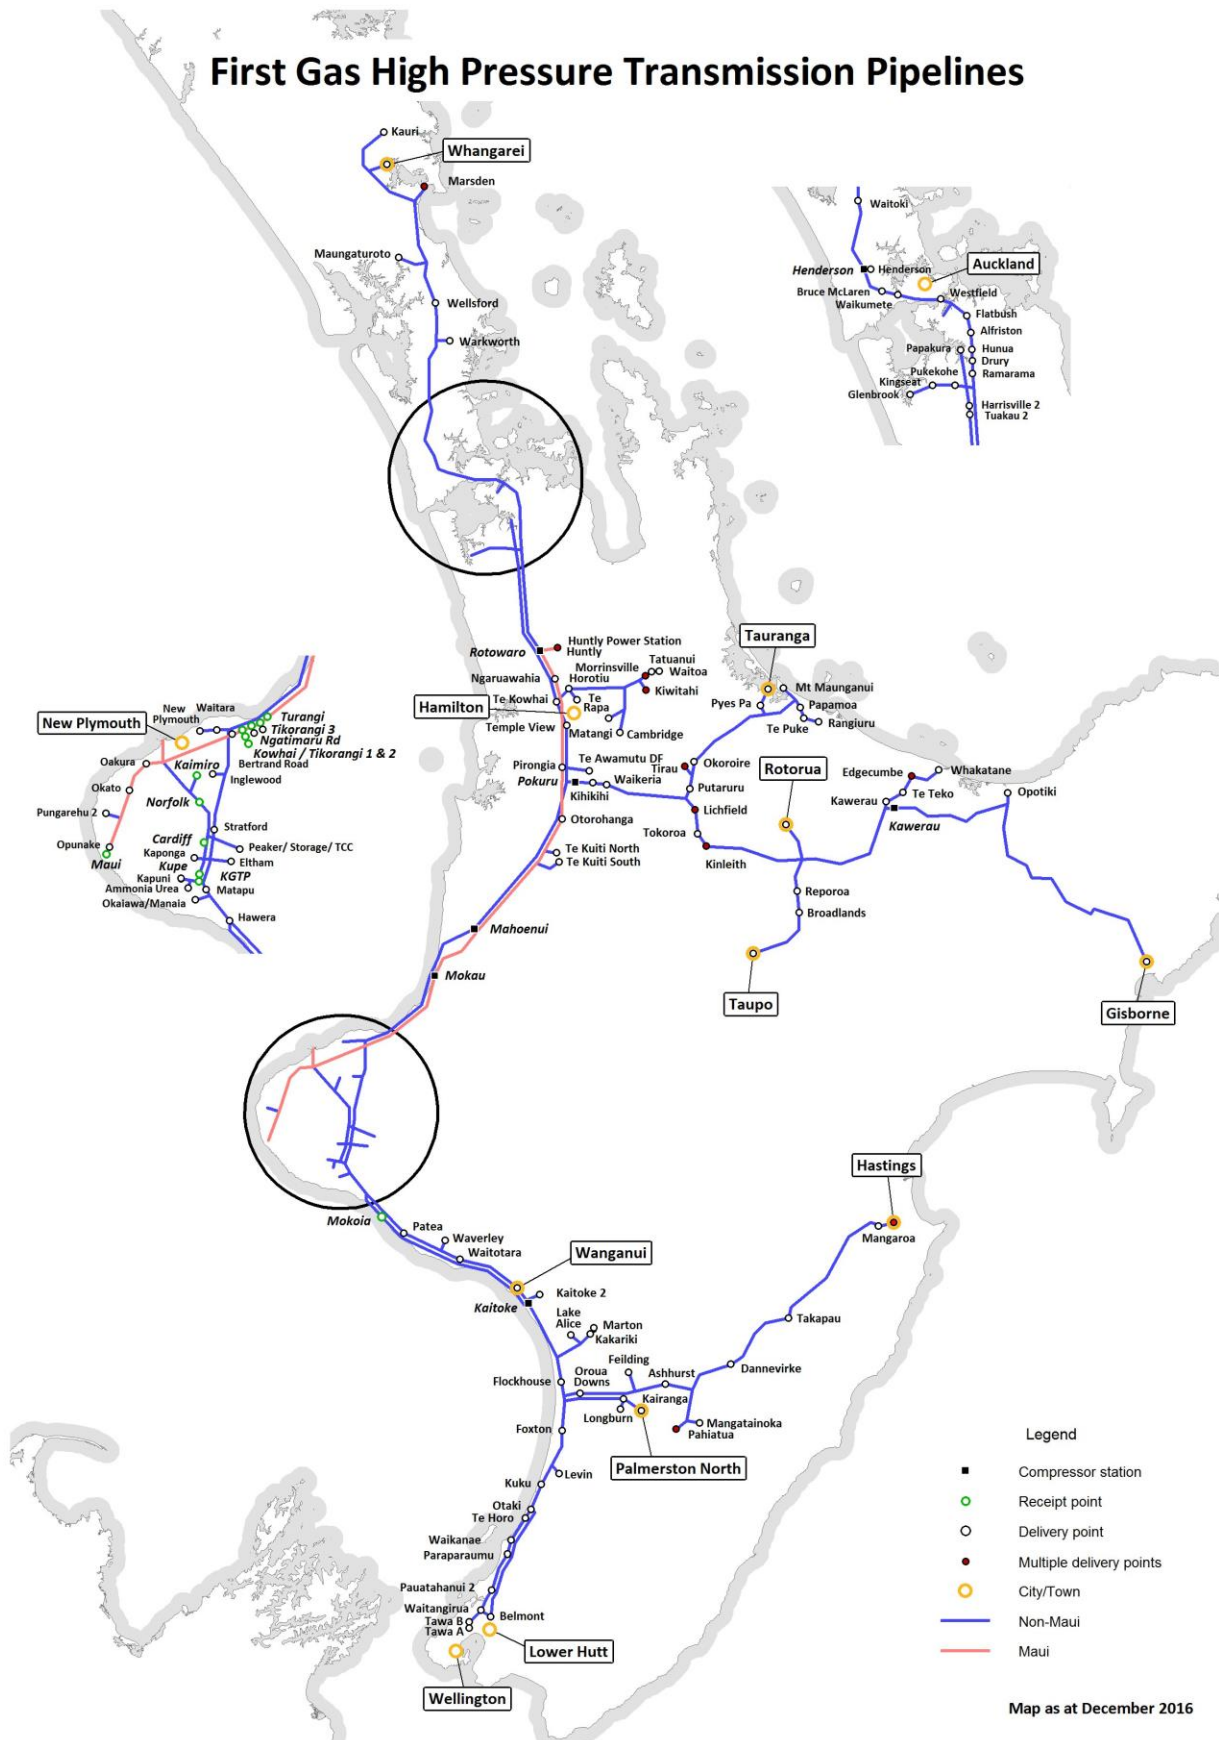 First Gas High Pressure Transmission Pipelines
Kauri
Whangarei
Marsden
Maungaturoto
Wellsford
Warkworth
Waitoki
Henderson
Henderson
Auckland
Bruce McLaren
Waikumete
Westfield
Flatbush
Alfriston
Papakura
Hunua
Drury
Pukekohe
Ramarama
Kingseat
Glenbrook
Harrisville 2
Tuakau 2
Rotowaro
Huntly Power Station
Huntly
Ngaruawahia
Horotiu
Morrinsville
Tatuanui
Waitoa
Kiwitahi
Te Kowhai
Te
Rapa
Hamilton
Temple View
Matangi
Cambridge
Tauranga
Mt Maunganui
Pyes Pa
Papamoa
Te Puke
Rangiuru
Pirongia
Te Awamutu DF
Pokuru
Waikeria
Kihikihi
Tirau
Okoroire
Putaruru
Lichfield
Tokoroa
Kinleith
Rotorua
Edgecumbe
Whakatane
Te Teko
Kawerau
Kawerau
Opotiki
Otorohanga
Te Kuiti North
Te Kuiti South
Reporoa
Broadlands
Taupo
Gisborne
Mahoenui
Mokau
New Plymouth
New
Plymouth
Waitara
Turangi
Tikorangi 3
Ngatimaru Rd
Kowhai / Tikorangi 1 & 2
Oakura
Kaimiro
Bertrand Road
Inglewood
Okato
Norfolk
Pungarehu 2
Stratford
Cardiff
Peaker/ Storage/ TCC
Opunake
Kaponga
Maui
Kupe
Eltham
Kapuni
KGTP
Ammonia Urea
Matapu
Okaiawa/Manaia
Hawera
Mokoia
Patea
Waverley
Waitotara
Wanganui
Kaitoke
Kaitoke 2
Lake
Alice
Marton
Kakariki
Hastings
Mangaroa
Takapau
Dannevirke
Feilding
Ashhurst
Flockhouse
Oroua
Downs
Kairanga
Longburn
Mangatainoka
Pahiatua
Foxton
Palmerston North
Levin
Kuku
Otaki
Te Horo
Waikanae
Paraparaumu
Pauatahanui 2
Waitangirua
Belmont
Tawa B
Tawa A
Lower Hutt
Wellington
Legend
Compressor station
Receipt point
Delivery point
Multiple delivery points
City/Town
Non-Maui
Maui
Map as at December 2016